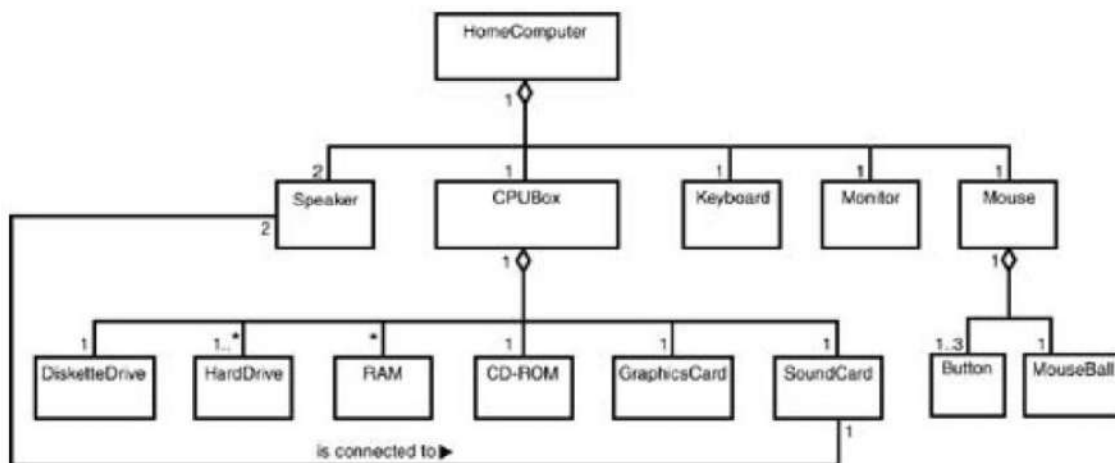 HomeComputer
1
2 1 1 1 1
Speaker CPUBox Keyboard Monitor Mouse
2 1 1
1 1..* * 1 1 1 1..3 1
DisketteDrive HardDrive RAM CD-ROM GraphicsCard SoundCard Button MouseBall
1
is connected to ▶